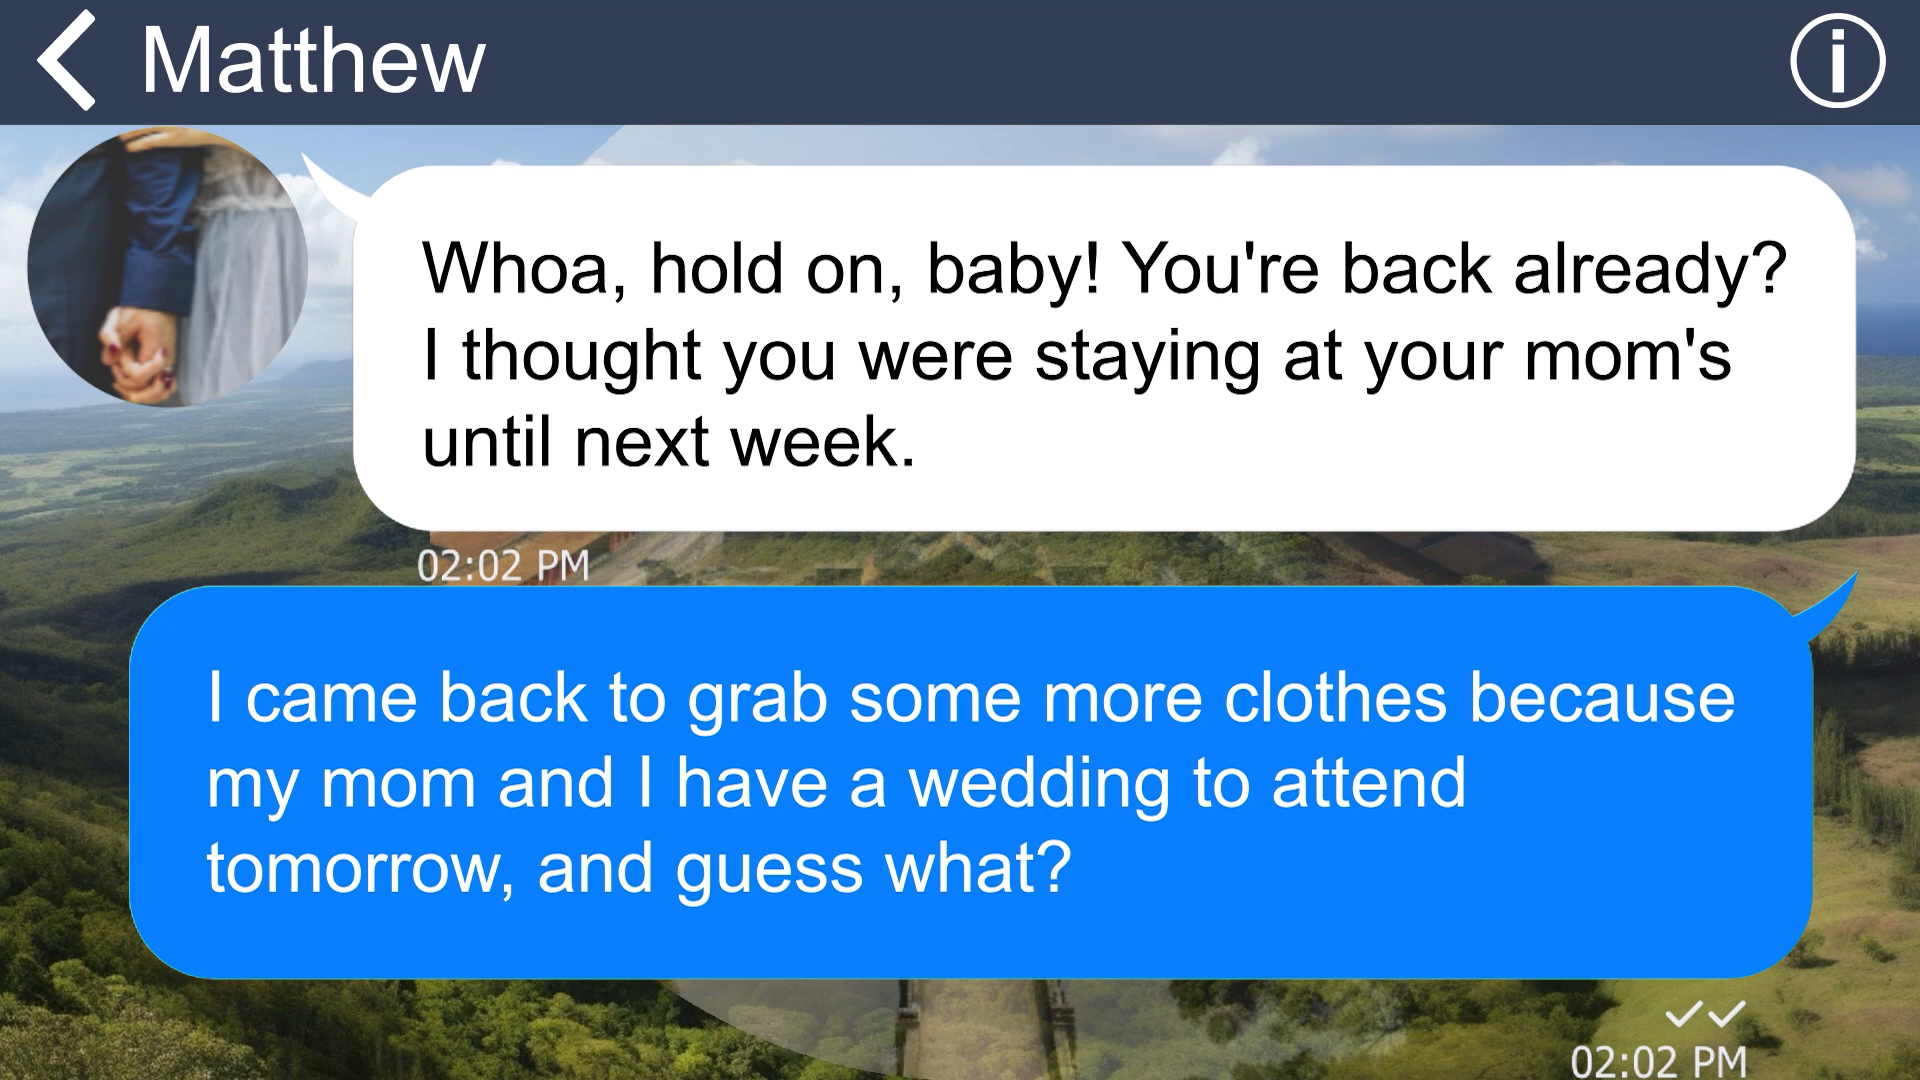 Matthew
Whoa, hold on, baby! You're back already?
I thought you were staying at your mom's
until next week.
02:02 PM
I came back to grab some more clothes because
my mom and I have a wedding to attend
tomorrow, and guess what?
02:02 PM